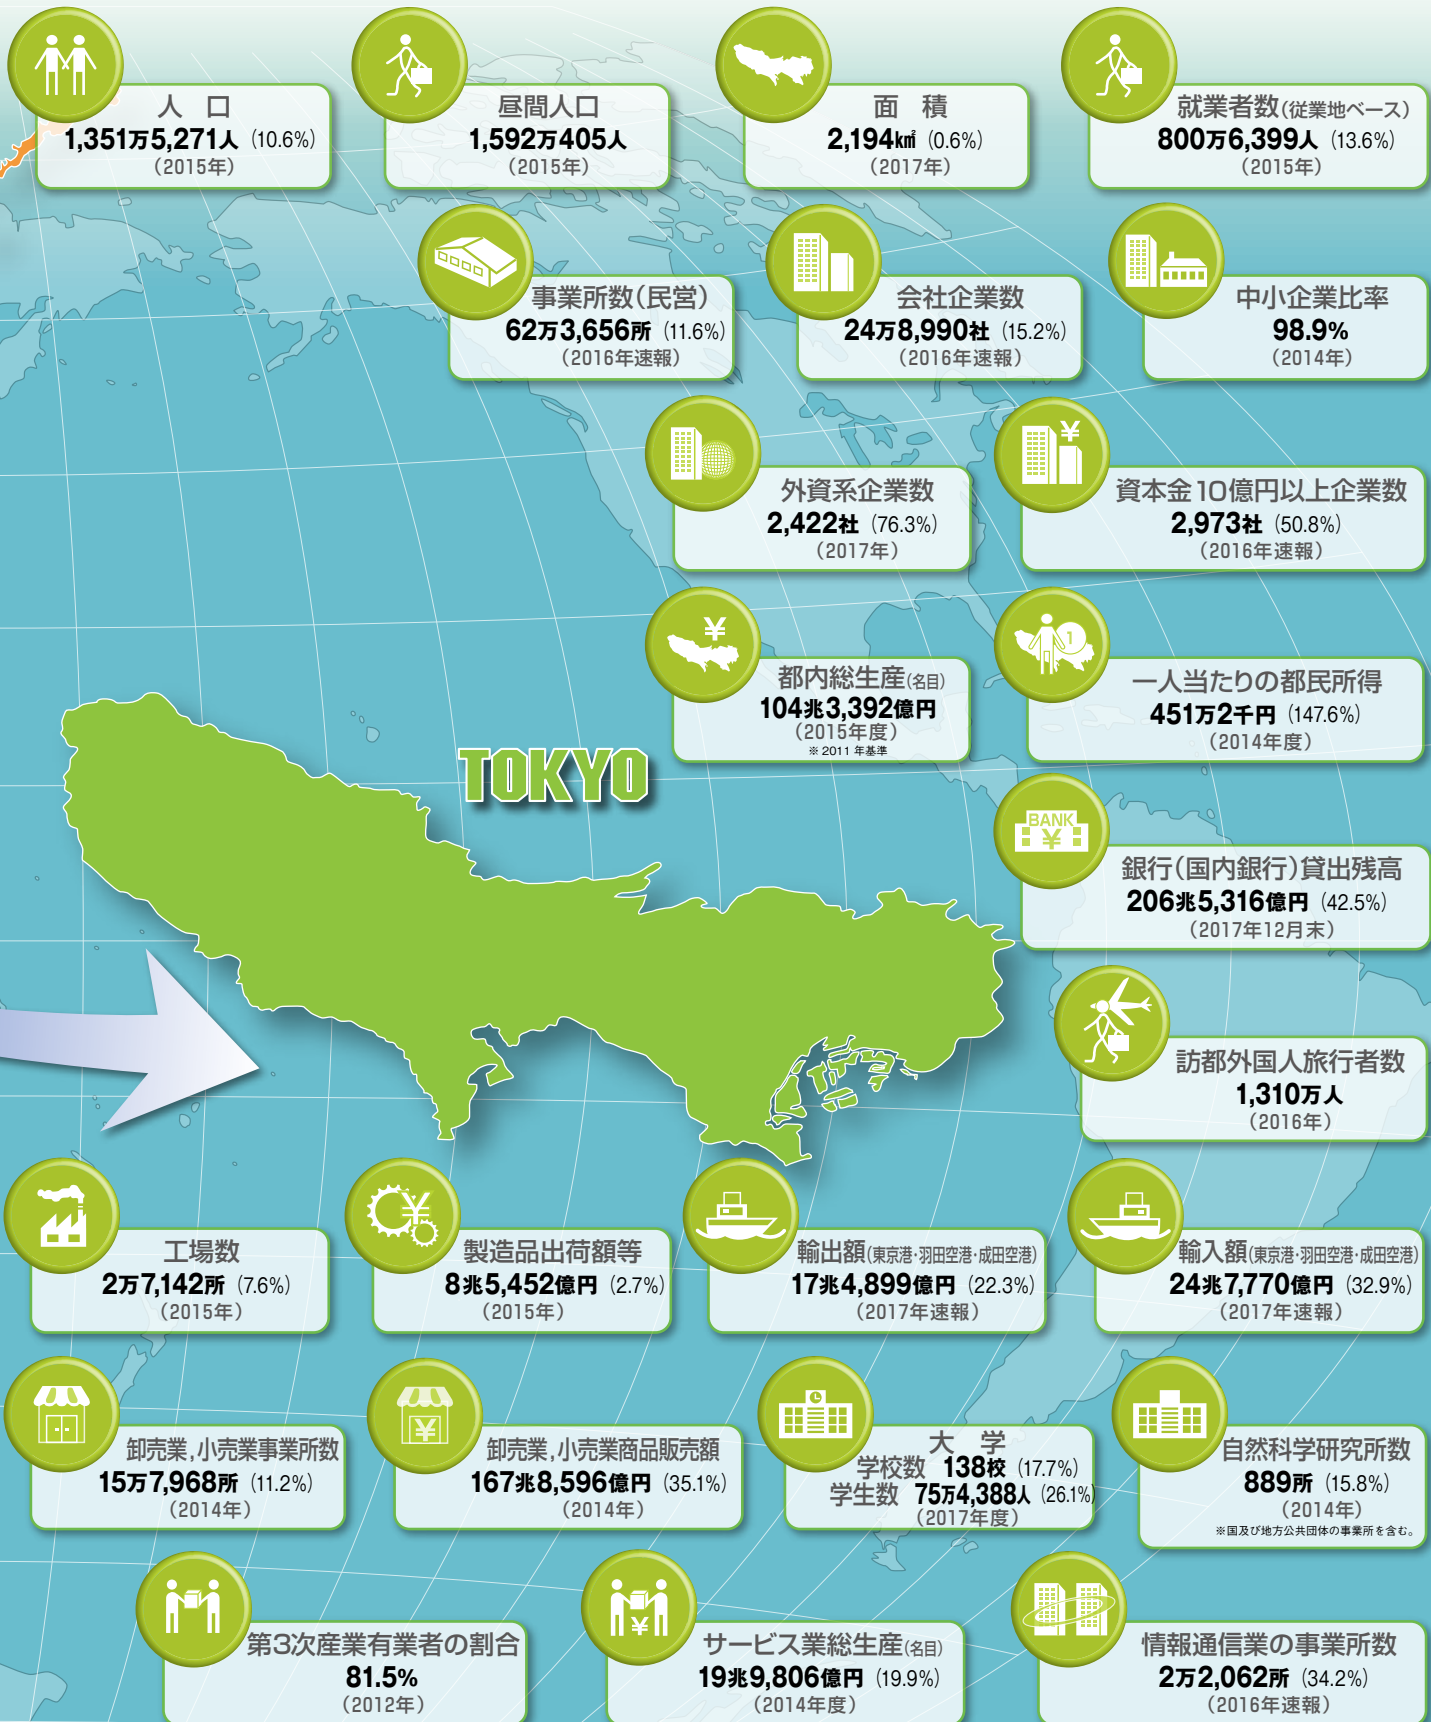 人 口
1,351万5,271人（10.6%）
（2015年）
昼間人口
1,592万405人
（2015年）
面 積
2,194㎢（0.6%）
（2017年）
就業者数（従業地ベース）
800万6,399人（13.6%）
（2015年）
事業所数（民営）
62万3,656所（11.6%）
（2016年速報）
会社企業数
24万8,990社（15.2%）
（2016年速報）
中小企業比率
98.9%
（2014年）
外資系企業数
2,422社（76.3%）
（2017年）
¥
資本金10億円以上企業数
2,973社（50.8%）
（2016年速報）
¥
都内総生産（名目）
104兆3,392億円
（2015年度）
※2011年基準
1
一人当たりの都民所得
451万2千円（147.6%）
（2014年度）
TOKYO
BANK
¥
銀行（国内銀行）貸出残高
206兆5,316億円（42.5%）
（2017年12月末）
訪都外国人旅行者数
1,310万人
（2016年）
工場数
2万7,142所（7.6%）
（2015年）
¥
製造品出荷額等
8兆5,452億円（2.7%）
（2015年）
輸出額（東京港・羽田空港・成田空港）
17兆4,899億円（22.3%）
（2017年速報）
輸入額（東京港・羽田空港・成田空港）
24兆7,770億円（32.9%）
（2017年速報）
卸売業，小売業事業所数
15万7,968所（11.2%）
（2014年）
¥
卸売業，小売業商品販売額
167兆8,596億円（35.1%）
（2014年）
大 学
学校数 138校（17.7%）
学生数 75万4,388人（26.1%）
（2017年度）
自然科学研究所数
889所（15.8%）
（2014年）
※国及び地方公共団体の事業所を含む。
第3次産業有業者の割合
81.5%
（2012年）
¥
サービス業総生産（名目）
19兆9,806億円（19.9%）
（2014年度）
情報通信業の事業所数
2万2,062所（34.2%）
（2016年速報）